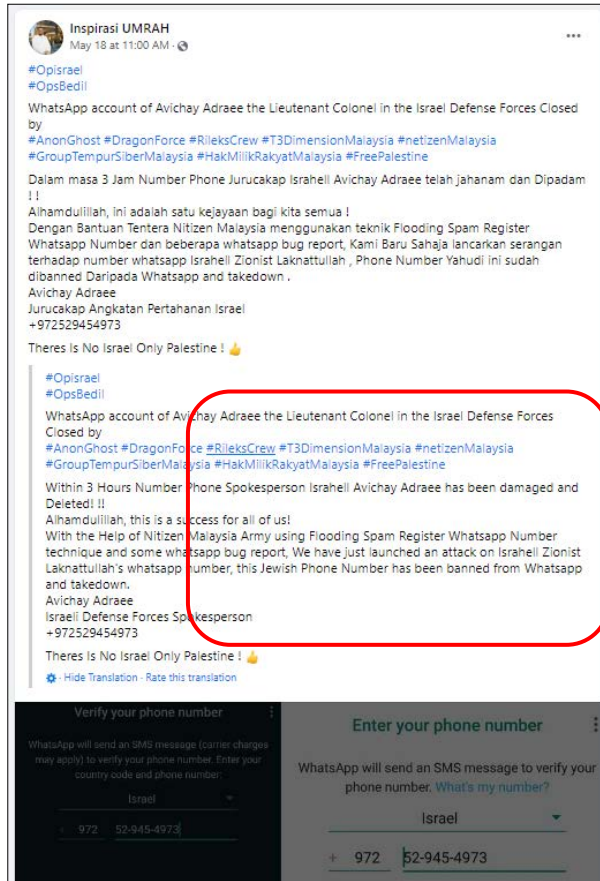 Inspirasi UMRAH
May 18 at 11:00 AM ·
#Opisrael
#OpsBedil
WhatsApp account of Avichay Adraee the Lieutenant Colonel in the Israel Defense Forces Closed
by
#AnonGhost #DragonForce #RileksCrew #T3DimensionMalaysia #netizenMalaysia
#GroupTempurSiberMalaysia #HakMilikRakyatMalaysia #FreePalestine
Dalam masa 3 Jam Number Phone Jurucakap Israhell Avichay Adraee telah jahanam dan Dipadam
! !
Alhamdulillah, ini adalah satu kejayaan bagi kita semua !
Dengan Bantuan Tentera Nitizen Malaysia menggunakan teknik Flooding Spam Register
Whatsapp Number dan beberapa whatsapp bug report, Kami Baru Sahaja lancarkan serangan
terhadap number whatsapp Israhell Zionist Laknattullah , Phone Number Yahudi ini sudah
dibanned Daripada Whatsapp and takedown .
Avichay Adraee
Jurucakap Angkatan Pertahanan Israel
+972529454973
Theres Is No Israel Only Palestine ! 👍
#Opisrael
#OpsBedil
WhatsApp account of Avichay Adraee the Lieutenant Colonel in the Israel Defense Forces
Closed by
#AnonGhost #DragonForce #RileksCrew #T3DimensionMalaysia #netizenMalaysia
#GroupTempurSiberMalaysia #HakMilikRakyatMalaysia #FreePalestine
Within 3 Hours Number Phone Spokesperson Israhell Avichay Adraee has been damaged and
Deleted! !!
Alhamdulillah, this is a success for all of us!
With the Help of Nitizen Malaysia Army using Flooding Spam Register Whatsapp Number
technique and some whatsapp bug report, We have just launched an attack on Israhell Zionist
Laknattullah's whatsapp number, this Jewish Phone Number has been banned from Whatsapp
and takedown.
Avichay Adraee
Israeli Defense Forces Spokesperson
+972529454973
Theres Is No Israel Only Palestine ! 👍
· Hide Translation · Rate this translation
Verify your phone number
WhatsApp will send an SMS message (carrier charges
may apply) to verify your phone number. Enter your
country code and phone number:
Israel
+ 972 52-945-4973
Enter your phone number
WhatsApp will send an SMS message to verify your
phone number. What's my number?
Israel
+ 972 52-945-4973